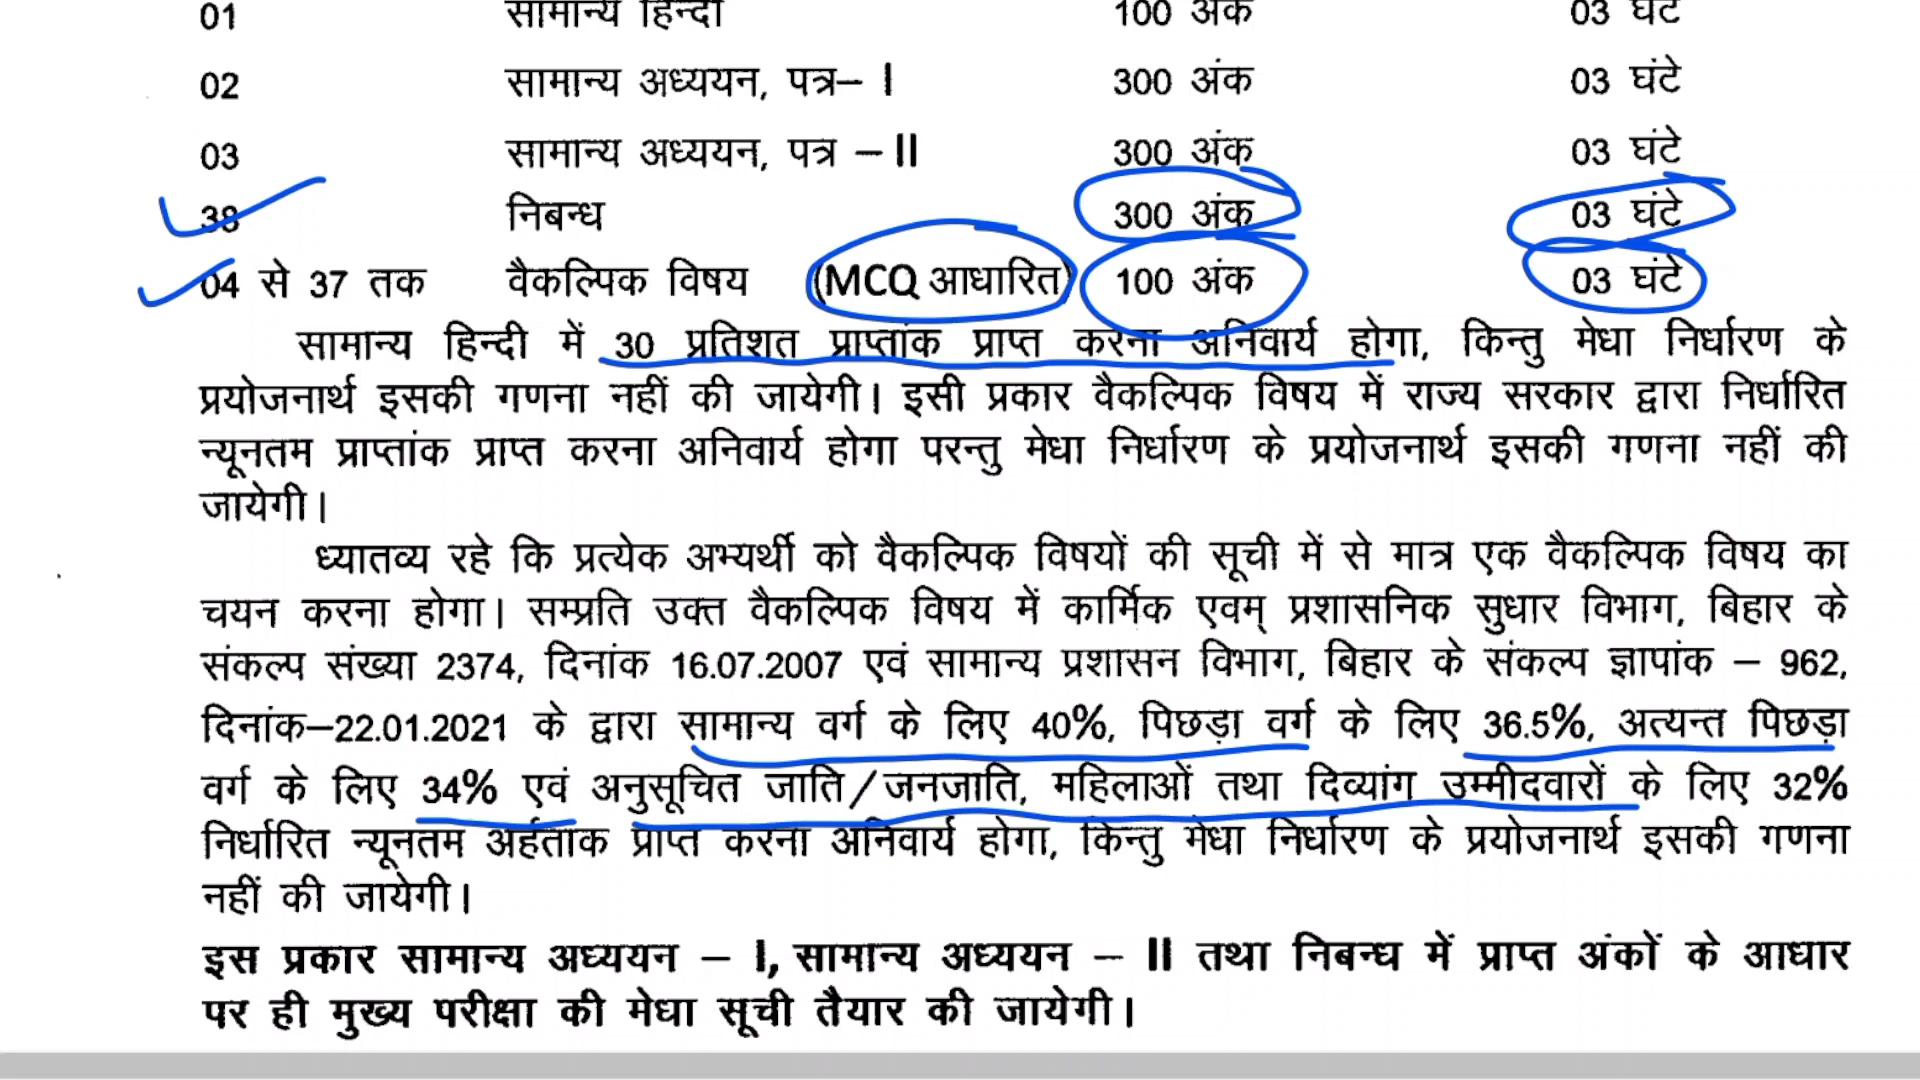 01 सामान्य हिन्दी 100 अंक 03 घंटे
02 सामान्य अध्ययन, पत्र– I 300 अंक 03 घंटे
03 सामान्य अध्ययन, पत्र – II 300 अंक 03 घंटे
38 निबन्ध 300 अंक 03 घंटे
04 से 37 तक वैकल्पिक विषय (MCQ आधारित) 100 अंक 03 घंटे
सामान्य हिन्दी में 30 प्रतिशत प्राप्तांक प्राप्त करना अनिवार्य होगा, किन्तु मेधा निर्धारण के
प्रयोजनार्थ इसकी गणना नहीं की जायेगी। इसी प्रकार वैकल्पिक विषय में राज्य सरकार द्वारा निर्धारित
न्यूनतम प्राप्तांक प्राप्त करना अनिवार्य होगा परन्तु मेधा निर्धारण के प्रयोजनार्थ इसकी गणना नहीं की
जायेगी।
ध्यातव्य रहे कि प्रत्येक अभ्यर्थी को वैकल्पिक विषयों की सूची में से मात्र एक वैकल्पिक विषय का
चयन करना होगा। सम्प्रति उक्त वैकल्पिक विषय में कार्मिक एवम् प्रशासनिक सुधार विभाग, बिहार के
संकल्प संख्या 2374, दिनांक 16.07.2007 एवं सामान्य प्रशासन विभाग, बिहार के संकल्प ज्ञापांक – 962,
दिनांक–22.01.2021 के द्वारा सामान्य वर्ग के लिए 40%, पिछड़ा वर्ग के लिए 36.5%, अत्यन्त पिछड़ा
वर्ग के लिए 34% एवं अनुसूचित जाति/जनजाति, महिलाओं तथा दिव्यांग उम्मीदवारों के लिए 32%
निर्धारित न्यूनतम अर्हतांक प्राप्त करना अनिवार्य होगा, किन्तु मेधा निर्धारण के प्रयोजनार्थ इसकी गणना
नहीं की जायेगी।
इस प्रकार सामान्य अध्ययन – I, सामान्य अध्ययन – II तथा निबन्ध में प्राप्त अंकों के आधार
पर ही मुख्य परीक्षा की मेधा सूची तैयार की जायेगी।